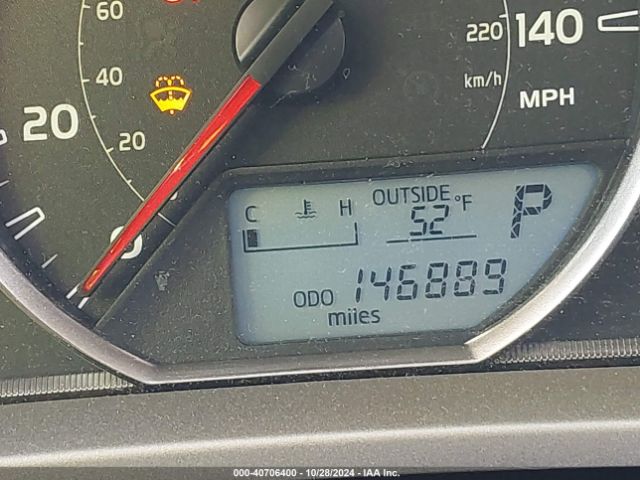 60
40
20
20
0
220
140
km/h
MPH
C
H
OUTSIDE
52 °F
P
ODO 146889
miles
000-40706400 - 10/28/2024 - IAA Inc.